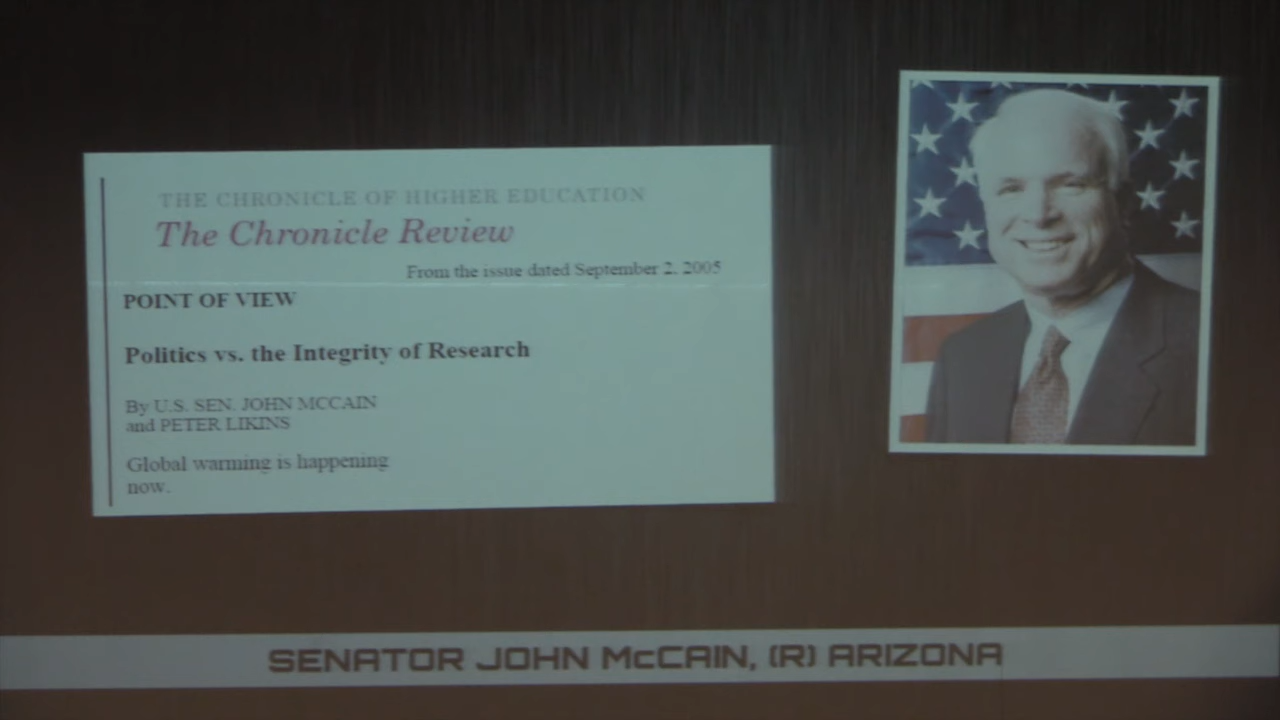 THE CHRONICLE OF HIGHER EDUCATION
The Chronicle Review
From the issue dated September 2, 2005
POINT OF VIEW
Politics vs. the Integrity of Research
By U.S. SEN. JOHN MCCAIN
and PETER LIKINS
Global warming is happening
now.
SENATOR JOHN McCAIN, (R) ARIZONA